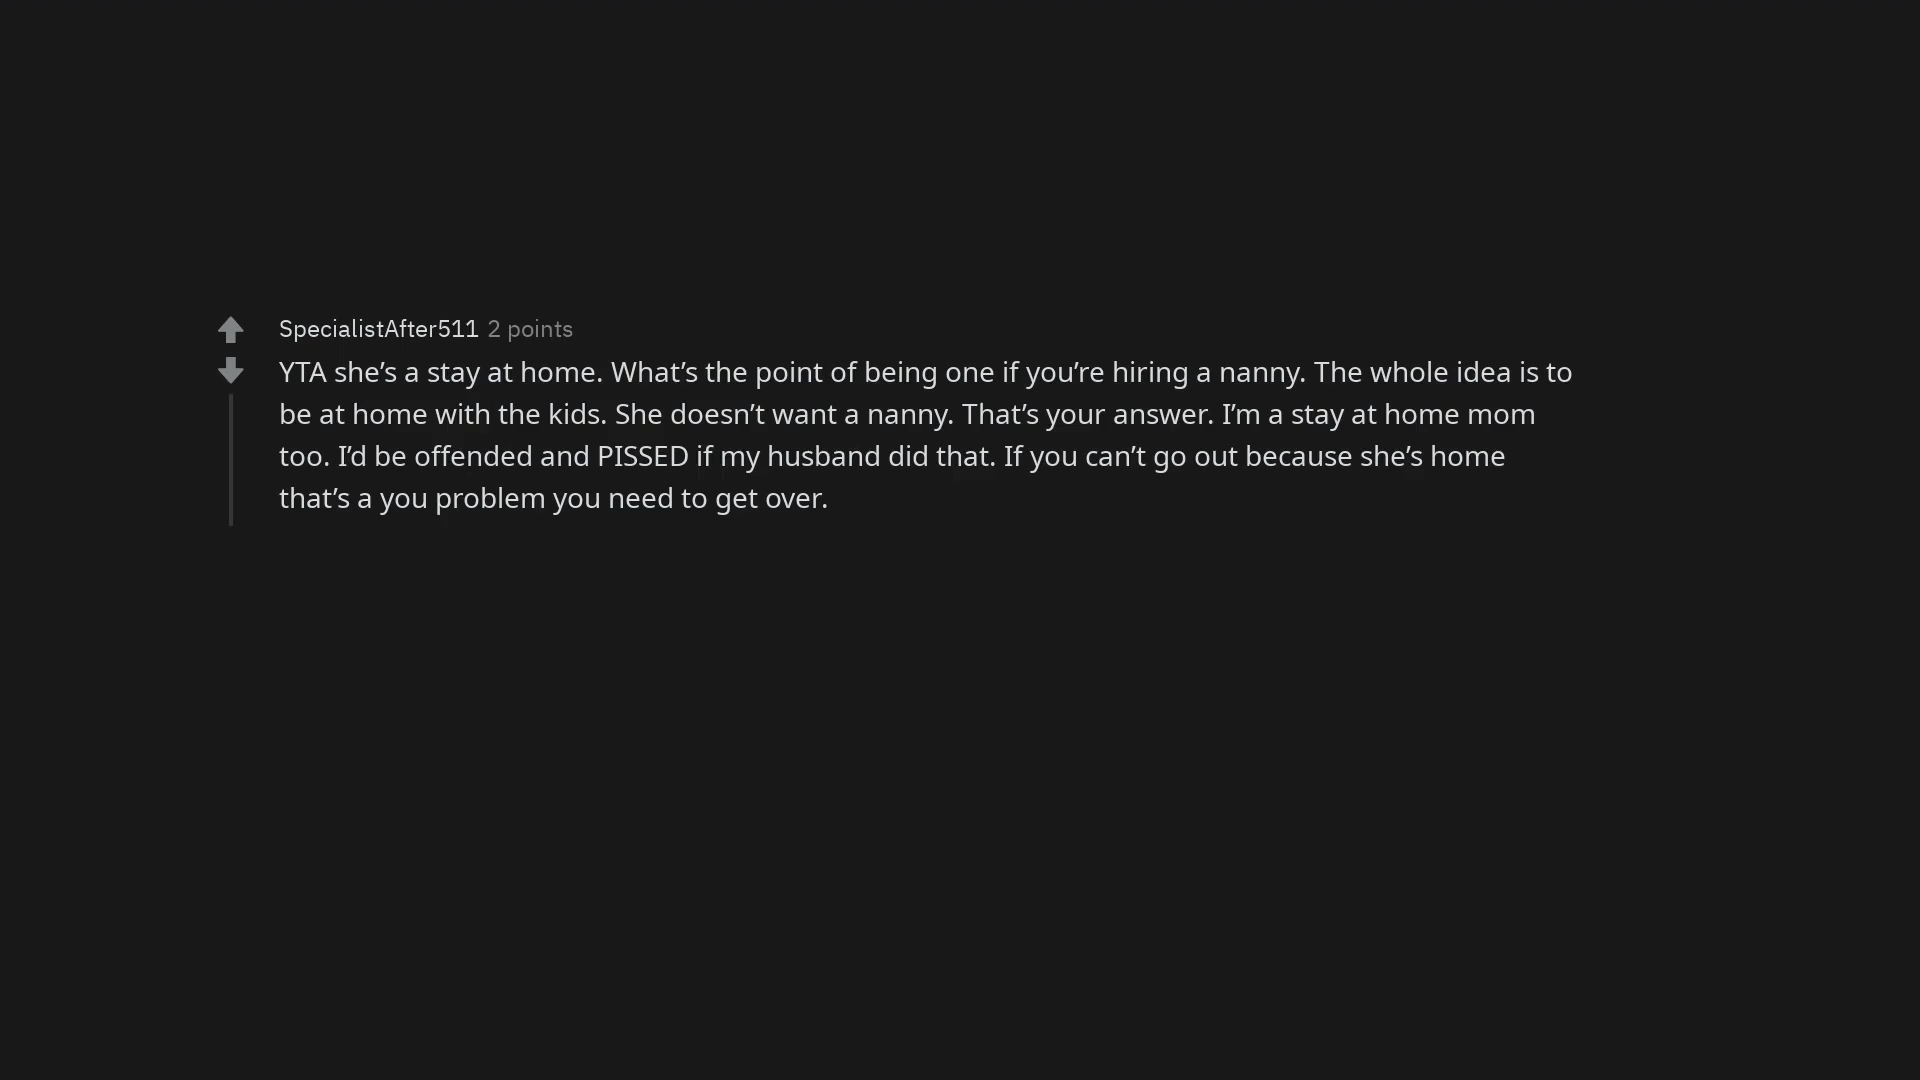 SpecialistAfter511 2 points
YTA she’s a stay at home. What’s the point of being one if you’re hiring a nanny. The whole idea is to
be at home with the kids. She doesn’t want a nanny. That’s your answer. I’m a stay at home mom
too. I’d be offended and PISSED if my husband did that. If you can’t go out because she’s home
that’s a you problem you need to get over.